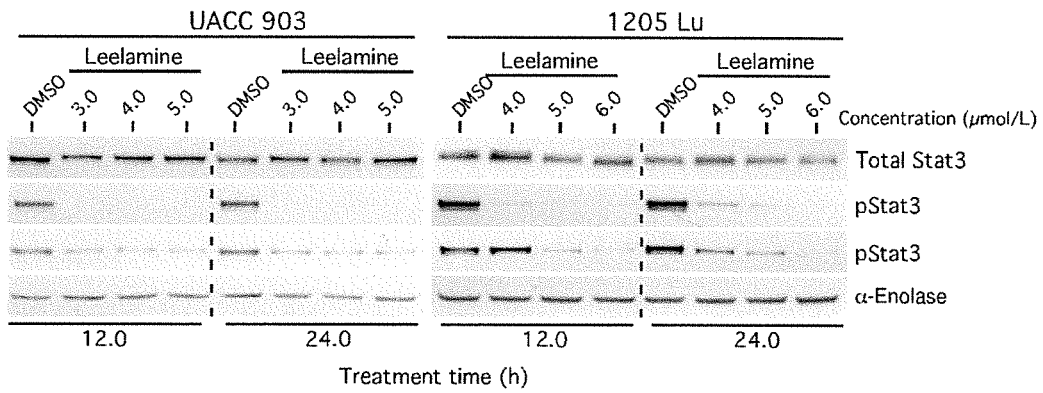 UACC 903 1205 Lu
Leelamine Leelamine Leelamine Leelamine
DMSO 3.0 4.0 5.0 DMSO 3.0 4.0 5.0 DMSO 4.0 5.0 6.0 DMSO 4.0 5.0 6.0 Concentration (µmol/L)
Total Stat3
pStat3
pStat3
α-Enolase
12.0 24.0 12.0 24.0
Treatment time (h)